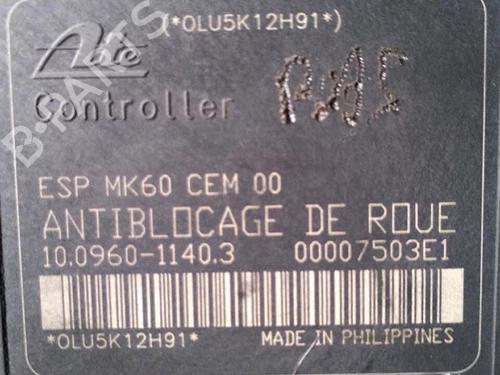 (*OLU5K12H91*)
Ate
Controller
ESP MK60 CEM 00
ANTIBLOCAGE DE ROUE
10.0960-1140.3 00007503E1
*OLU5K12H91* MADE IN PHILIPPINES
B-PARTS